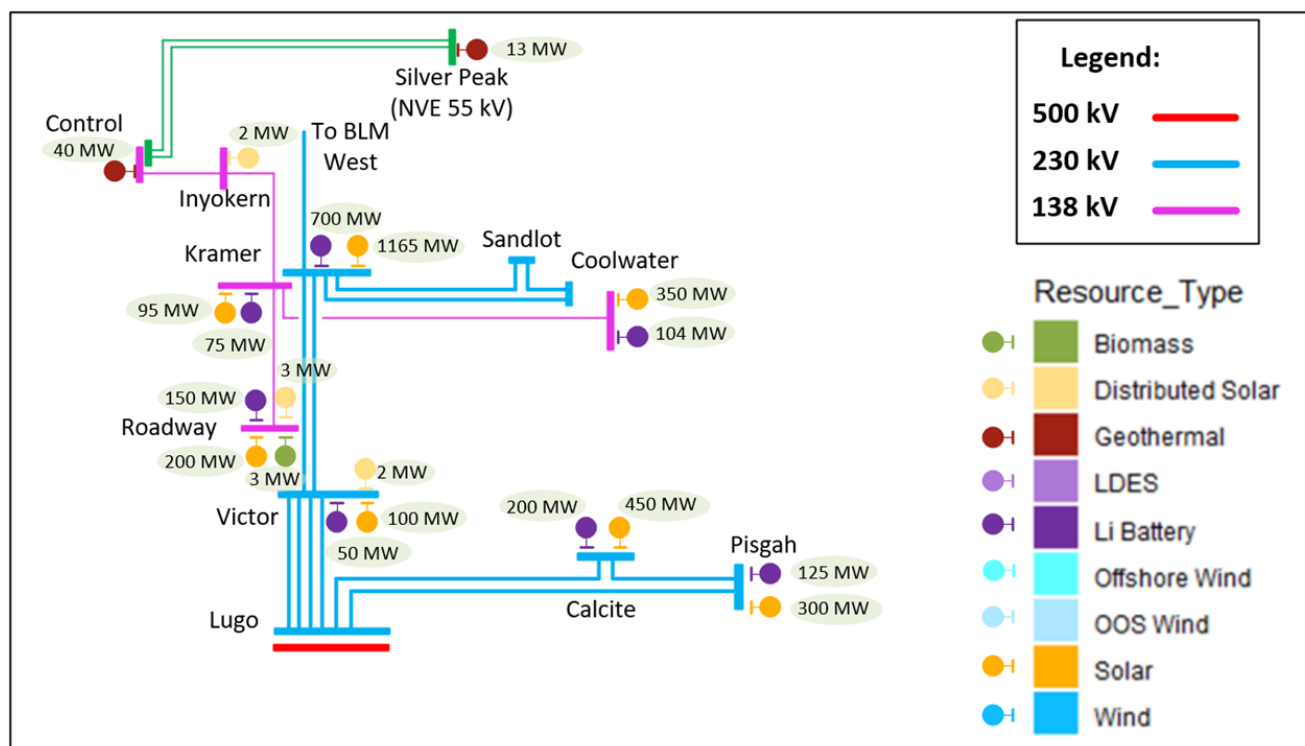 13 MW
Silver Peak
(NVE 55 kV)
Control
40 MW
2 MW
Inyokern
To BLM
West
700 MW
1165 MW
Kramer
Sandlot
Coolwater
350 MW
104 MW
95 MW
75 MW
3 MW
150 MW
Roadway
200 MW
3 MW
2 MW
Victor
100 MW
50 MW
200 MW
450 MW
Pisgah
125 MW
300 MW
Calcite
Lugo
Legend:
500 kV
230 kV
138 kV
Resource_Type
Biomass
Distributed Solar
Geothermal
LDES
Li Battery
Offshore Wind
OOS Wind
Solar
Wind